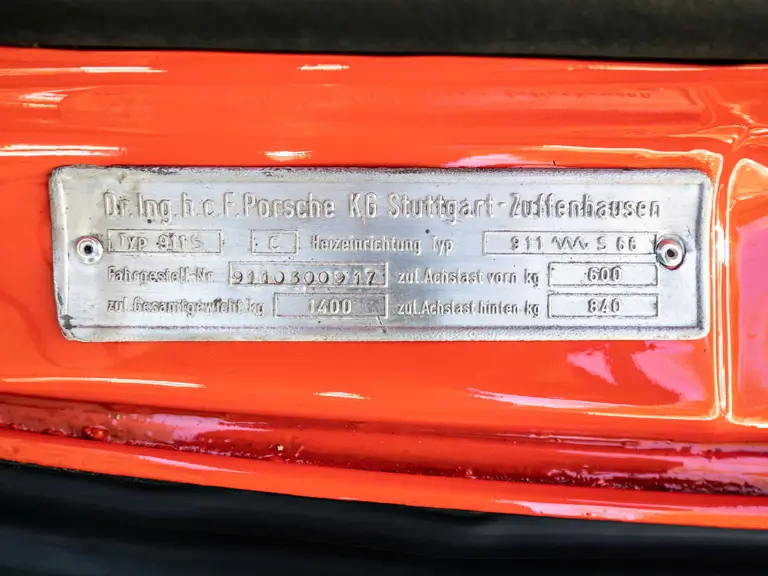 Dr. Ing. h. c. F. Porsche KG Stuttgart-Zuffenhausen
Typ 911S C Heizeinrichtung Typ 911 S 66
Fahrgestell-Nr. 9110300917 zul. Achslast vorn kg 600
zul. Gesamtgewicht kg 1400 zul. Achslast hinten kg 840